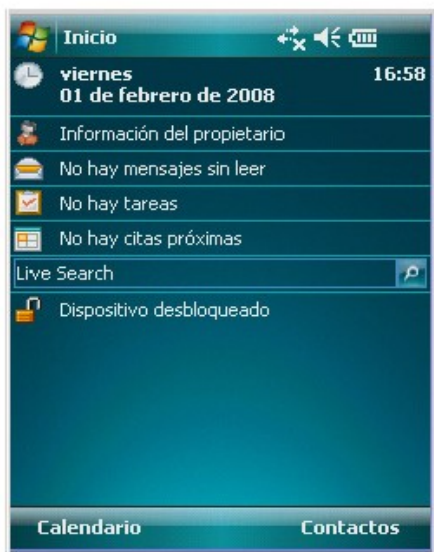 Inicio
viernes 16:58
01 de febrero de 2008
Información del propietario
No hay mensajes sin leer
No hay tareas
No hay citas próximas
Live Search
Dispositivo desbloqueado
Calendario Contactos